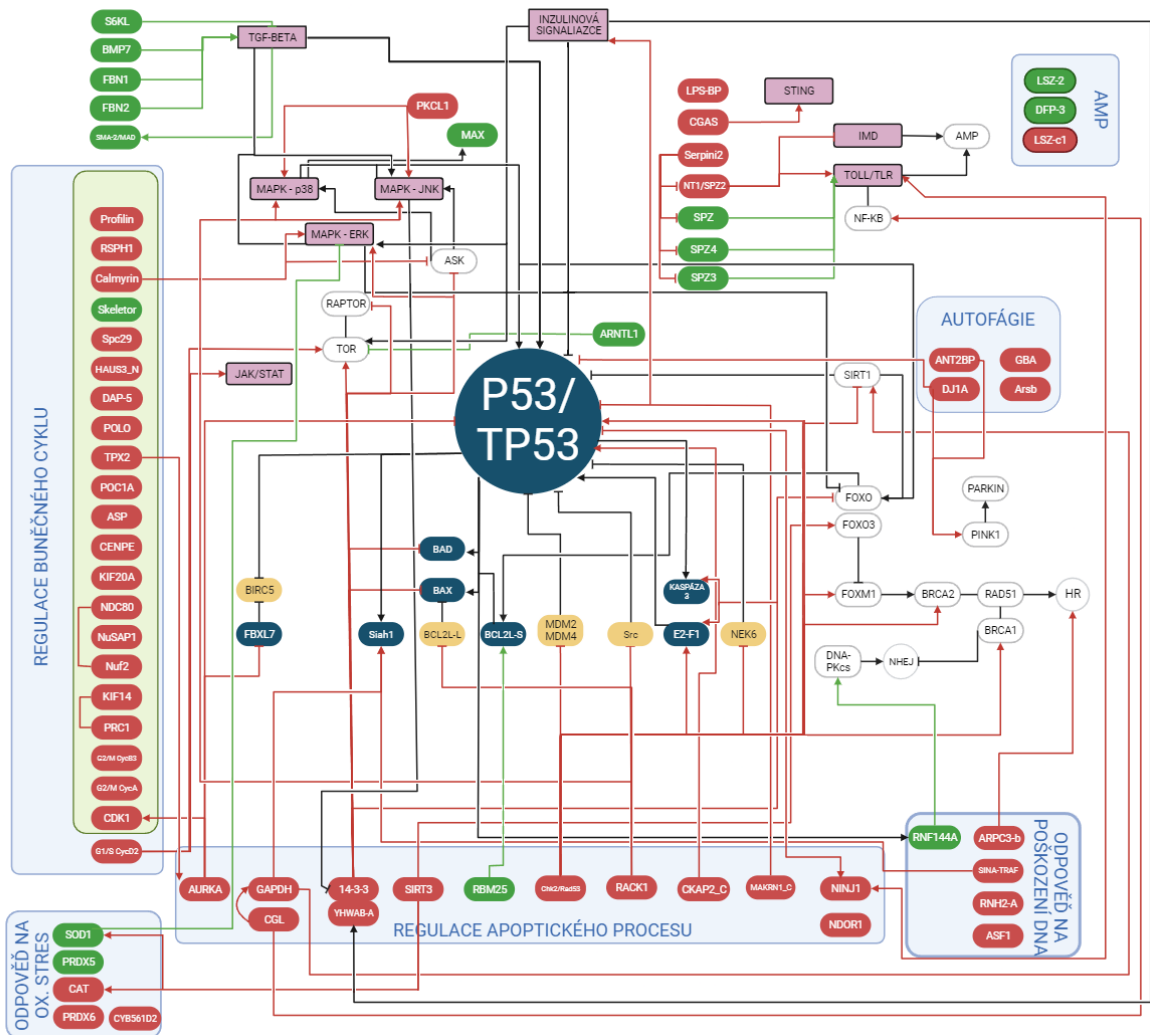 S6KL
BMP7
FBN1
FBN2
SMA-2/MAD
TGF-BETA
INZULINOVÁ
SIGNALIAZCE
PKCL1
MAX
MAPK - p38
MAPK - JNK
MAPK - ERK
ASK
RAPTOR
TOR
ARNTL1
JAK/STAT
LPS-BP
CGAS
Serpini2
NT1/SPZ2
SPZ
SPZ4
SPZ3
STING
IMD
AMP
TOLL/TLR
NF-KB
LSZ-2
DFP-3
LSZ-c1
AMP
REGULACE BUNĚČNÉHO CYKLU
Profilin
RSPH1
Calmyrin
Skeletor
Spc29
HAUS3_N
DAP-5
POLO
TPX2
POC1A
ASP
CENPE
KIF20A
NDC80
NuSAP1
Nuf2
KIF14
PRC1
G2/M CycB3
G2/M CycA
CDK1
G1/S CycD2
P53/
TP53
AUTOFÁGIE
ANT2BP
GBA
DJ1A
Arsb
SIRT1
FOXO
FOXO3
PARKIN
PINK1
FOXM1
BRCA2
RAD51
HR
BRCA1
DNA-
PKcs
NHEJ
BAD
BAX
BIRC5
FBXL7
Siah1
BCL2L-L
BCL2L-S
MDM2
MDM4
Src
KASPÁZA
3
E2-F1
NEK6
AURKA
GAPDH
CGL
14-3-3
YHWAB-A
SIRT3
RBM25
Chk2/Rad53
RACK1
CKAP2_C
MAKRN1_C
NINJ1
NDOR1
REGULACE APOPTICKÉHO PROCESU
RNF144A
ARPC3-b
SINA-TRAF
RNH2-A
ASF1
ODPOVĚĎ NA
POŠKOZENÍ DNA
ODPOVĚĎ NA
OX. STRES
SOD1
PRDX5
CAT
PRDX6
CYB561D2